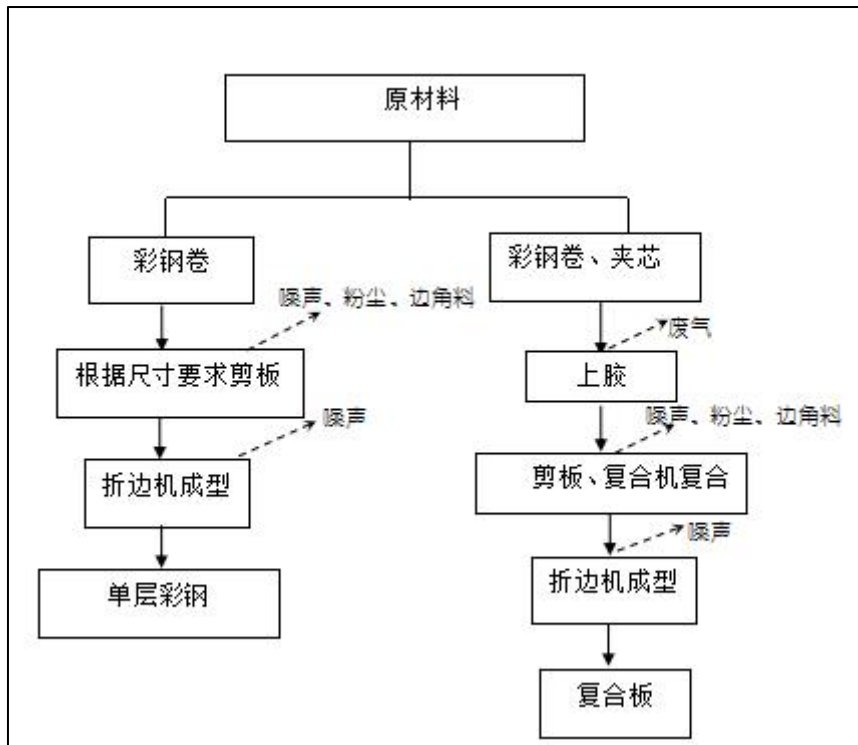 原材料
彩钢卷
彩钢卷、夹芯
噪声、粉尘、边角料
废气
根据尺寸要求剪板
上胶
噪声
噪声、粉尘、边角料
折边机成型
剪板、复合机复合
噪声
单层彩钢
折边机成型
复合板